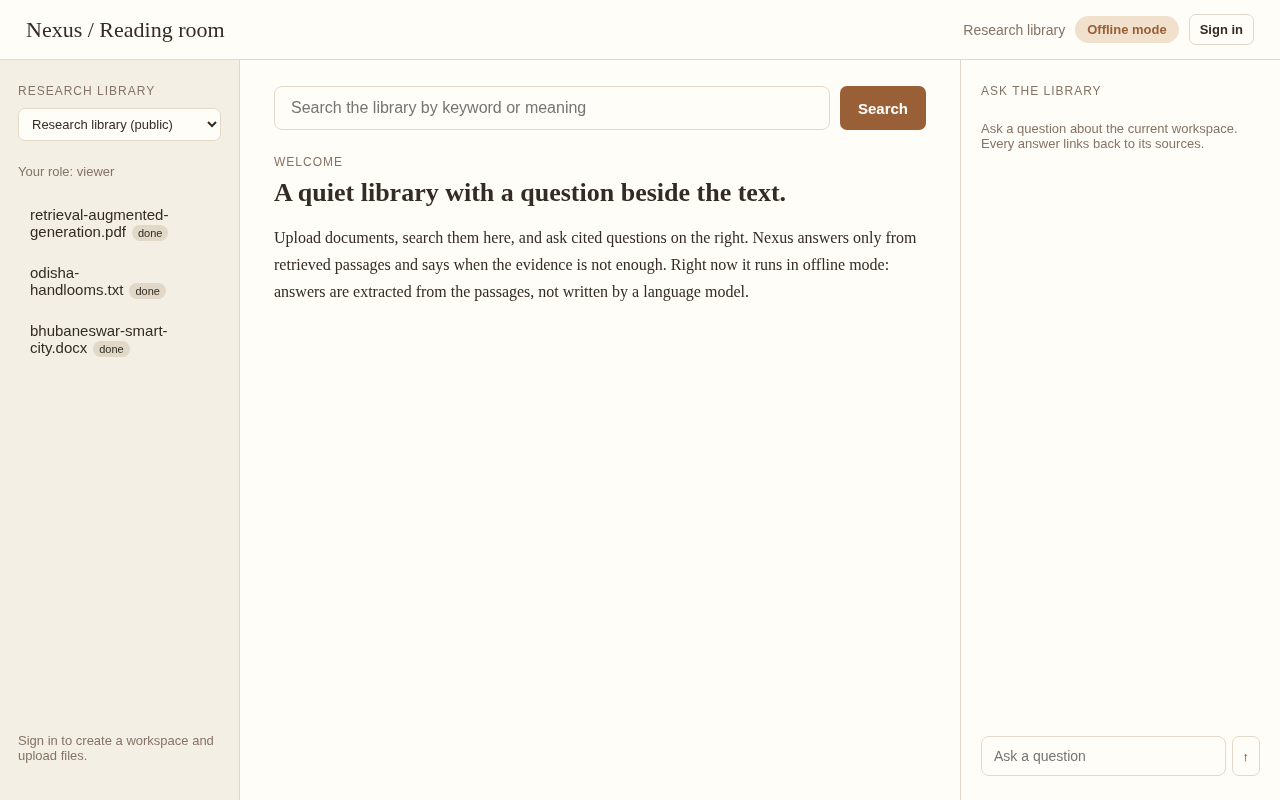 Nexus / Reading room
Research library
Offline mode
Sign in
RESEARCH LIBRARY
Research library (public)
Your role: viewer
retrieval-augmented-
generation.pdf done
odisha-
handlooms.txt done
bhubaneswar-smart-
city.docx done
Sign in to create a workspace and
upload files.
Search the library by keyword or meaning
Search
WELCOME
A quiet library with a question beside the text.
Upload documents, search them here, and ask cited questions on the right. Nexus answers only from
retrieved passages and says when the evidence is not enough. Right now it runs in offline mode:
answers are extracted from the passages, not written by a language model.
ASK THE LIBRARY
Ask a question about the current workspace.
Every answer links back to its sources.
Ask a question
↑